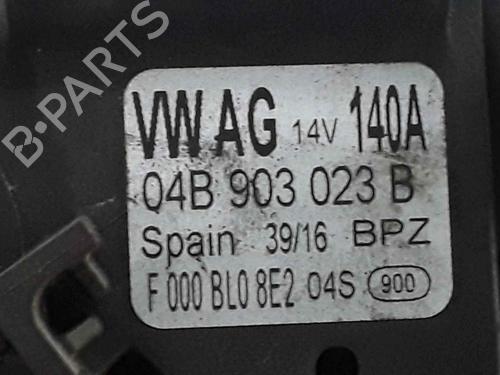 B-PARTS
VW AG 14V 140A
04B 903 023 B
Spain 39/16 BPZ
F 000 BL0 8E2 04S 900